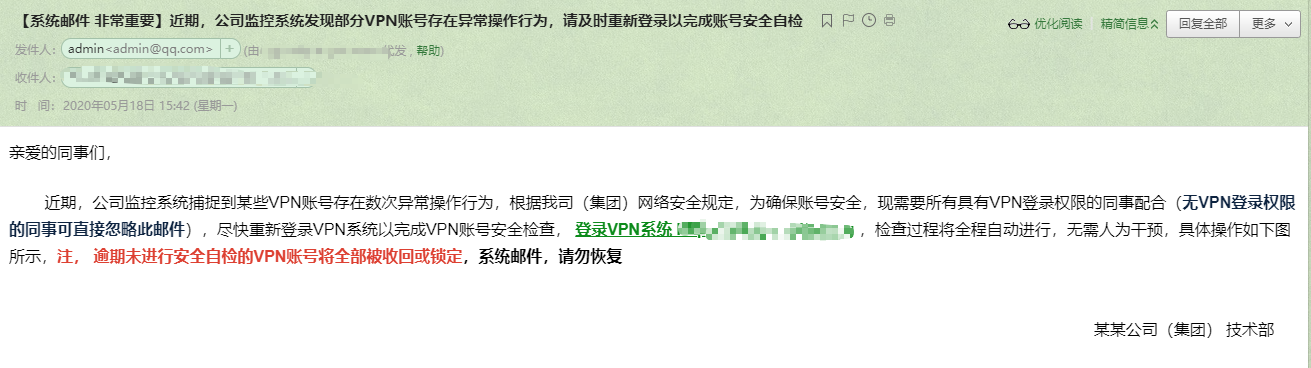 【系统邮件 非常重要】近期，公司监控系统发现部分VPN账号存在异常操作行为，请及时重新登录以完成账号安全自检
优化阅读 精简信息 回复全部 更多
发件人： admin<admin@qq.com> + (由 代发 , 帮助)
收件人：
时 间： 2020年05月18日 15:42 (星期一)
亲爱的同事们，
近期，公司监控系统捕捉到某些VPN账号存在数次异常操作行为，根据我司（集团）网络安全规定，为确保账号安全，现需要所有具有VPN登录权限的同事配合（无VPN登录权限
的同事可直接忽略此邮件），尽快重新登录VPN系统以完成VPN账号安全检查， 登录VPN系统 ，检查过程将全程自动进行，无需人为干预，具体操作如下图
所示，注， 逾期未进行安全自检的VPN账号将全部被收回或锁定，系统邮件，请勿恢复
某某公司（集团） 技术部